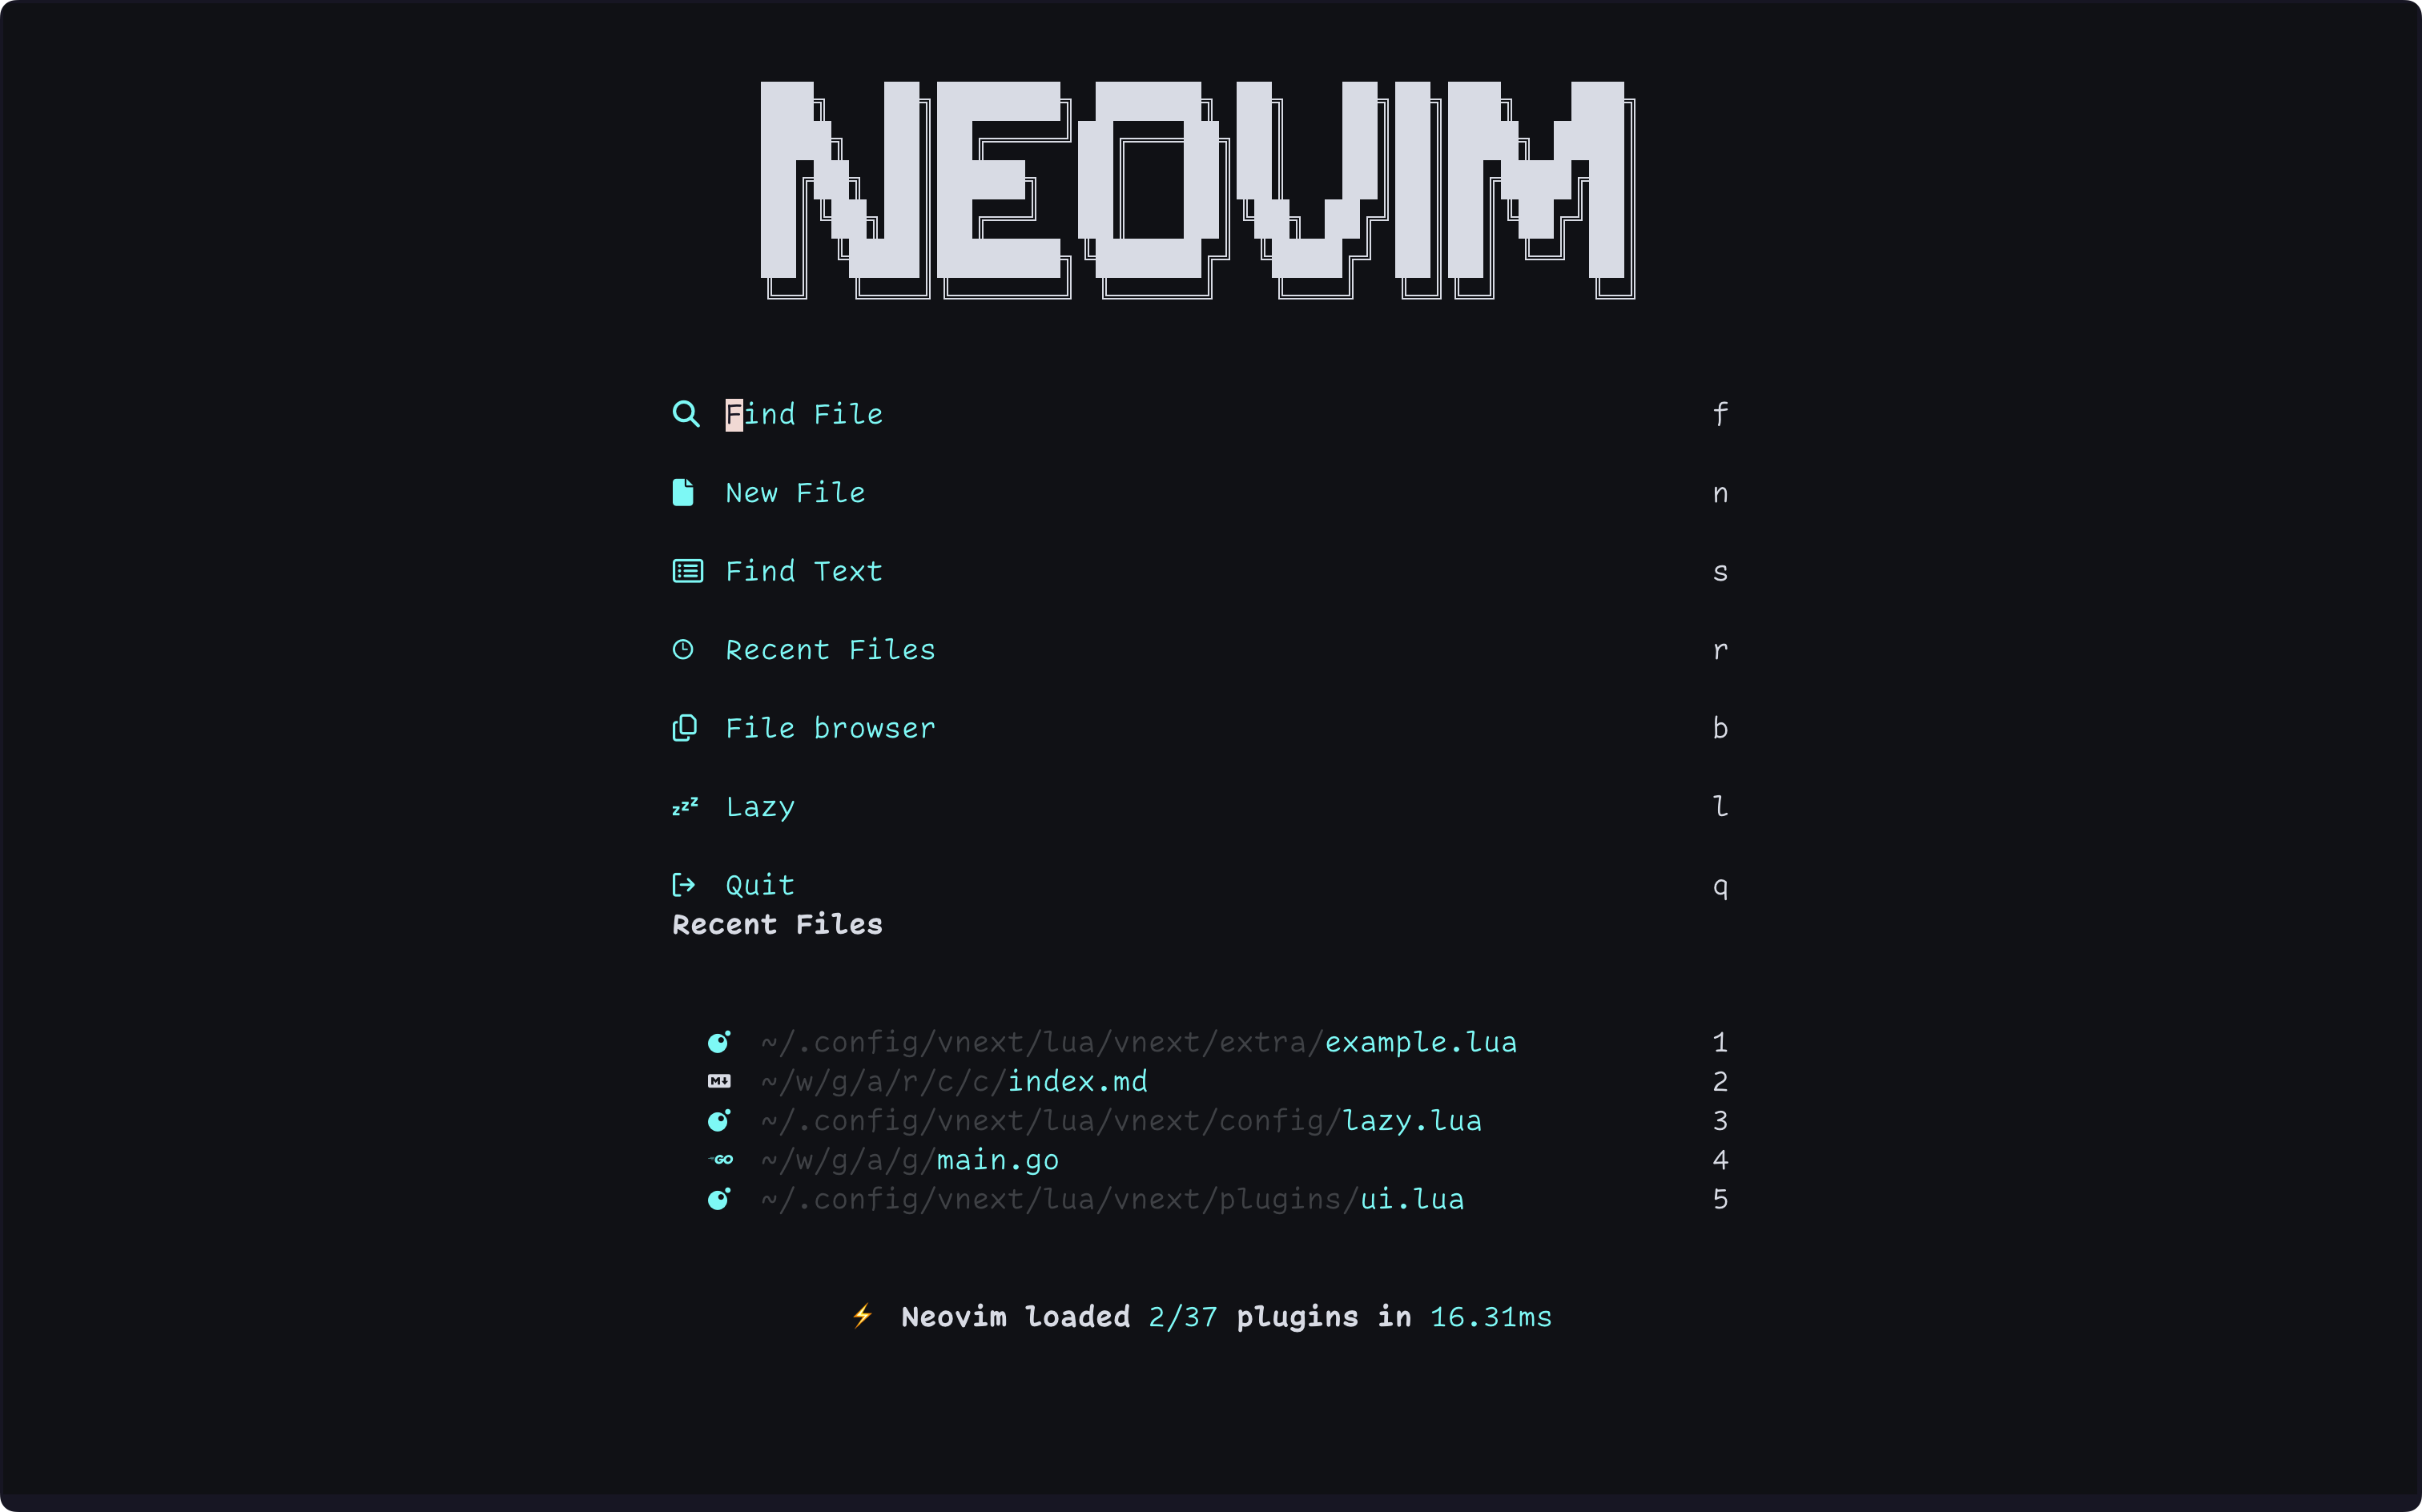 NEOVIM
Find File f
New File n
Find Text s
Recent Files r
File browser b
zzz Lazy l
Quit q
Recent Files
~/.config/vnext/lua/vnext/extra/example.lua 1
M↓ ~/w/g/a/r/c/c/index.md 2
~/.config/vnext/lua/vnext/config/lazy.lua 3
GO ~/w/g/a/g/main.go 4
~/.config/vnext/lua/vnext/plugins/ui.lua 5
⚡ Neovim loaded 2/37 plugins in 16.31ms